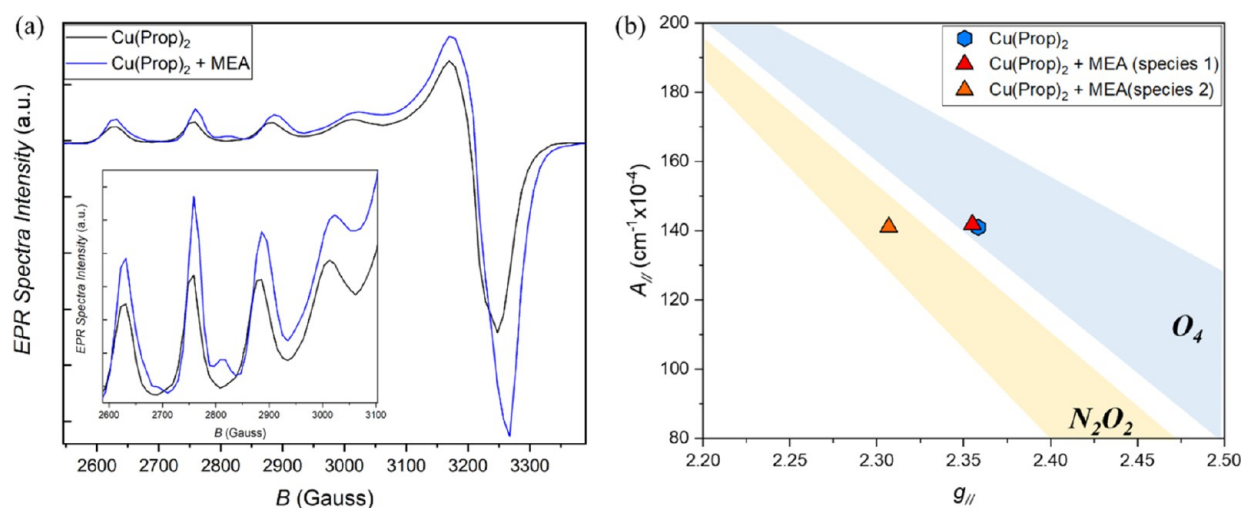 (a)
Cu(Prop)₂
Cu(Prop)₂ + MEA
EPR Spectra Intensity (a.u.)
EPR Spectra Intensity (a.u.)
2600 2700 2800 2900 3000 3100
B (Gauss)
2600 2700 2800 2900 3000 3100 3200 3300
B (Gauss)
(b)
200
180
160
140
120
100
80
A// (cm⁻¹x10⁻⁴)
Cu(Prop)₂
Cu(Prop)₂ + MEA (species 1)
Cu(Prop)₂ + MEA(species 2)
O₄
N₂O₂
2.20 2.25 2.30 2.35 2.40 2.45 2.50
g//